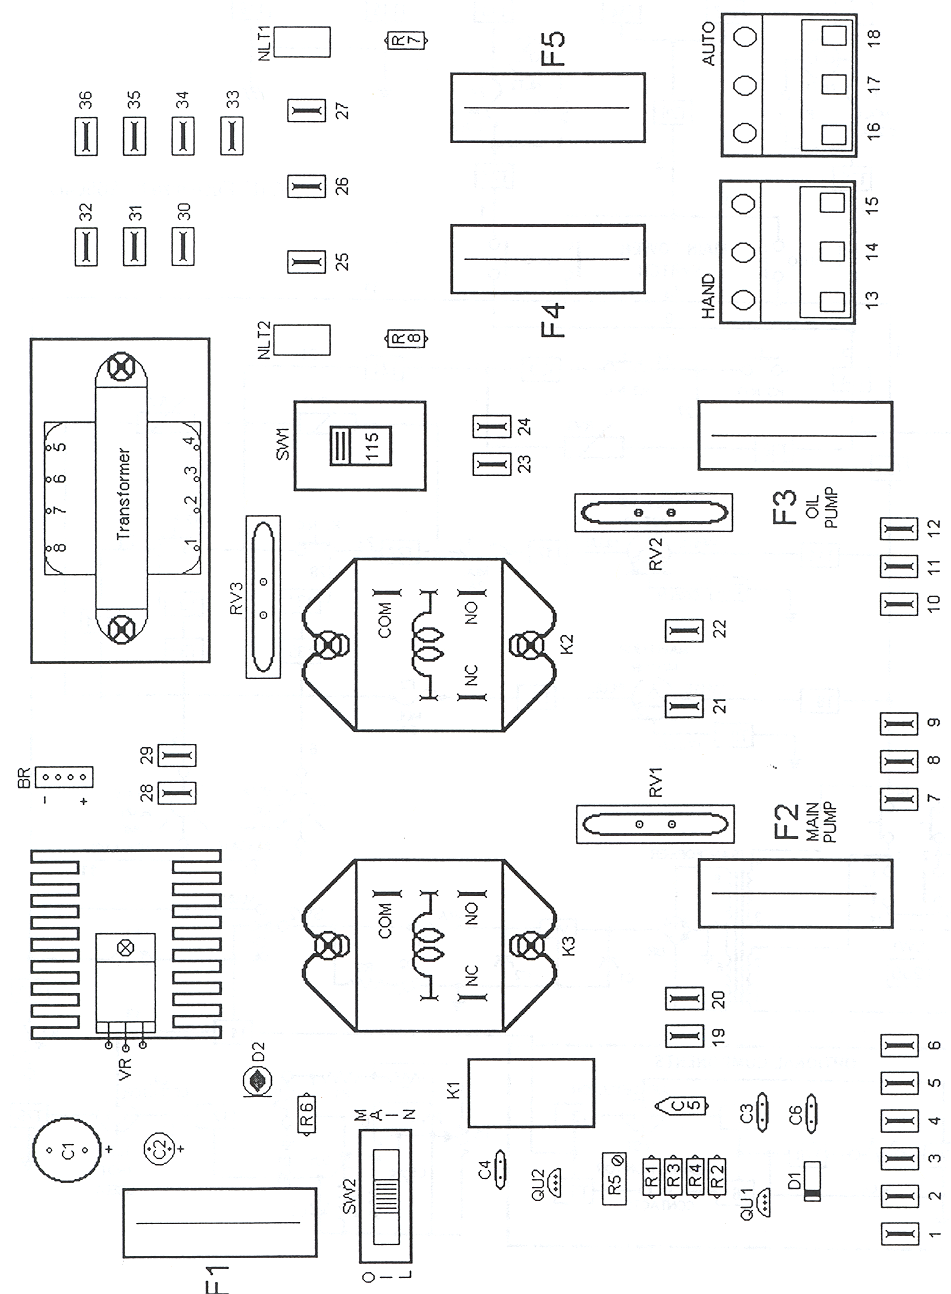 NLT1
R
7
F5
AUTO
18
17
16
36
35
34
33
27
26
25
32
31
30
F4
HAND
15
14
13
NLT2
R
8
5
6
7
8
Transformer
4
3
2
1
SW1
115
24
23
F3
OIL
PUMP
12
11
10
RV3
RV2
COM
NO
NC
K2
22
21
9
8
7
BR
-
+
29
28
RV1
F2
MAIN
PUMP
COM
NO
NC
K3
20
19
VR
D2
K1
6
5
4
3
2
1
C1
+
C2
+
R6
MAIN
SW2
OIL
C4
QU2
R5
R1
R3
R4
R2
C
5
C3
C6
QU1
D1
F1